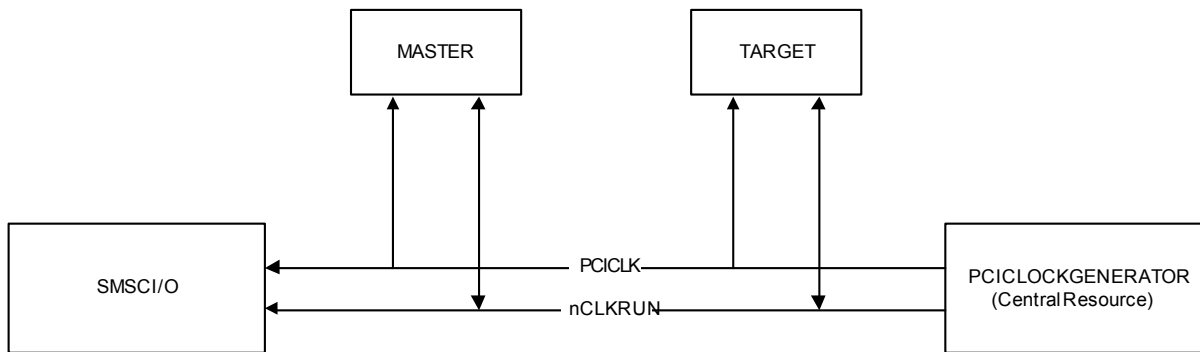 MASTER
TARGET
PCICLK
SMSCI/O
PCICLOCKGENERATOR
(CentralResource)
nCLKRUN